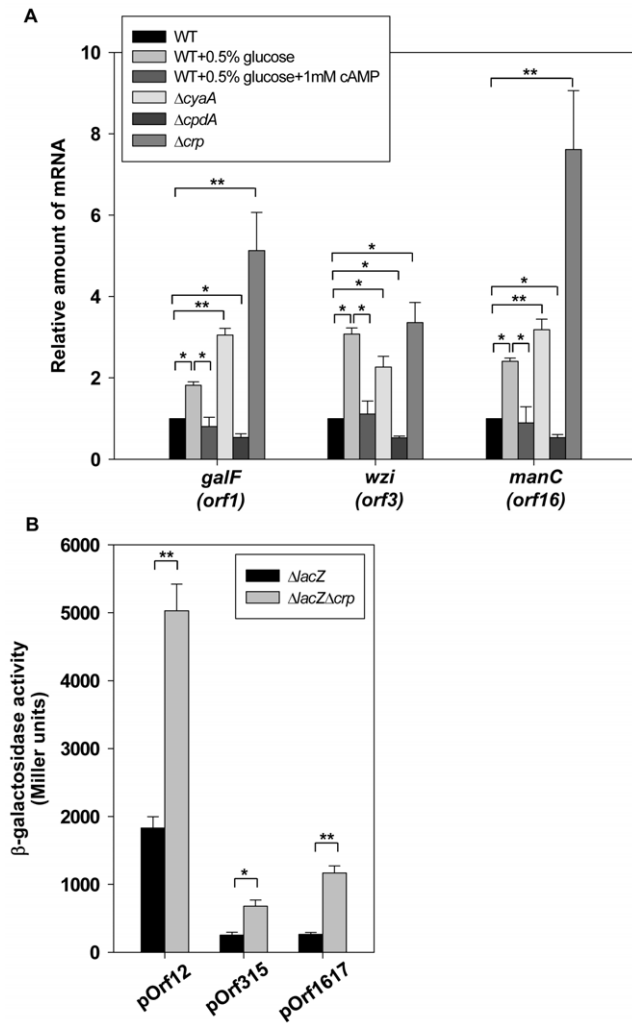 A
WT
WT+0.5% glucose
WT+0.5% glucose+1mM cAMP
ΔcyaA
ΔcpdA
Δcrp
Relative amount of mRNA
10
8
6
4
2
0
**
*
**
*
*
*
*
*
*
*
**
*
**
*
*
galF
(orf1)
wzi
(orf3)
manC
(orf16)
B
ΔlacZ
ΔlacZΔcrp
β-galactosidase activity
(Miller units)
6000
5000
4000
3000
2000
1000
0
**
*
**
pOrf12
pOrf315
pOrf1617